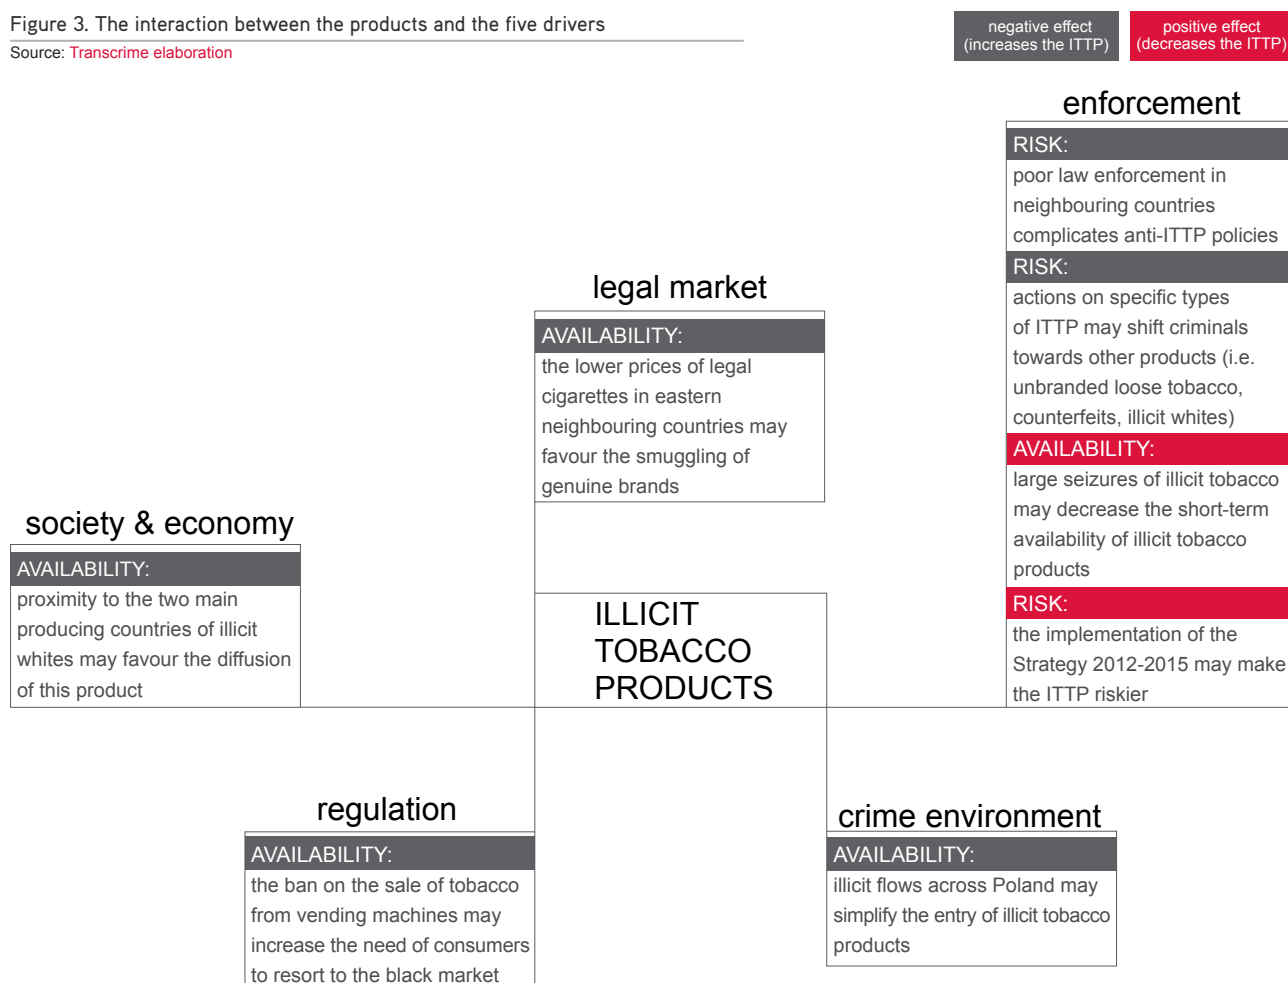 Figure 3. The interaction between the products and the five drivers
Source: Transcrime elaboration
negative effect
(increases the ITTP)
positive effect
(decreases the ITTP)
enforcement
RISK:
poor law enforcement in
neighbouring countries
complicates anti-ITTP policies
RISK:
actions on specific types
of ITTP may shift criminals
towards other products (i.e.
unbranded loose tobacco,
counterfeits, illicit whites)
AVAILABILITY:
large seizures of illicit tobacco
may decrease the short-term
availability of illicit tobacco
products
RISK:
the implementation of the
Strategy 2012-2015 may make
the ITTP riskier
legal market
AVAILABILITY:
the lower prices of legal
cigarettes in eastern
neighbouring countries may
favour the smuggling of
genuine brands
society & economy
AVAILABILITY:
proximity to the two main
producing countries of illicit
whites may favour the diffusion
of this product
ILLICIT
TOBACCO
PRODUCTS
regulation
AVAILABILITY:
the ban on the sale of tobacco
from vending machines may
increase the need of consumers
to resort to the black market
crime environment
AVAILABILITY:
illicit flows across Poland may
simplify the entry of illicit tobacco
products